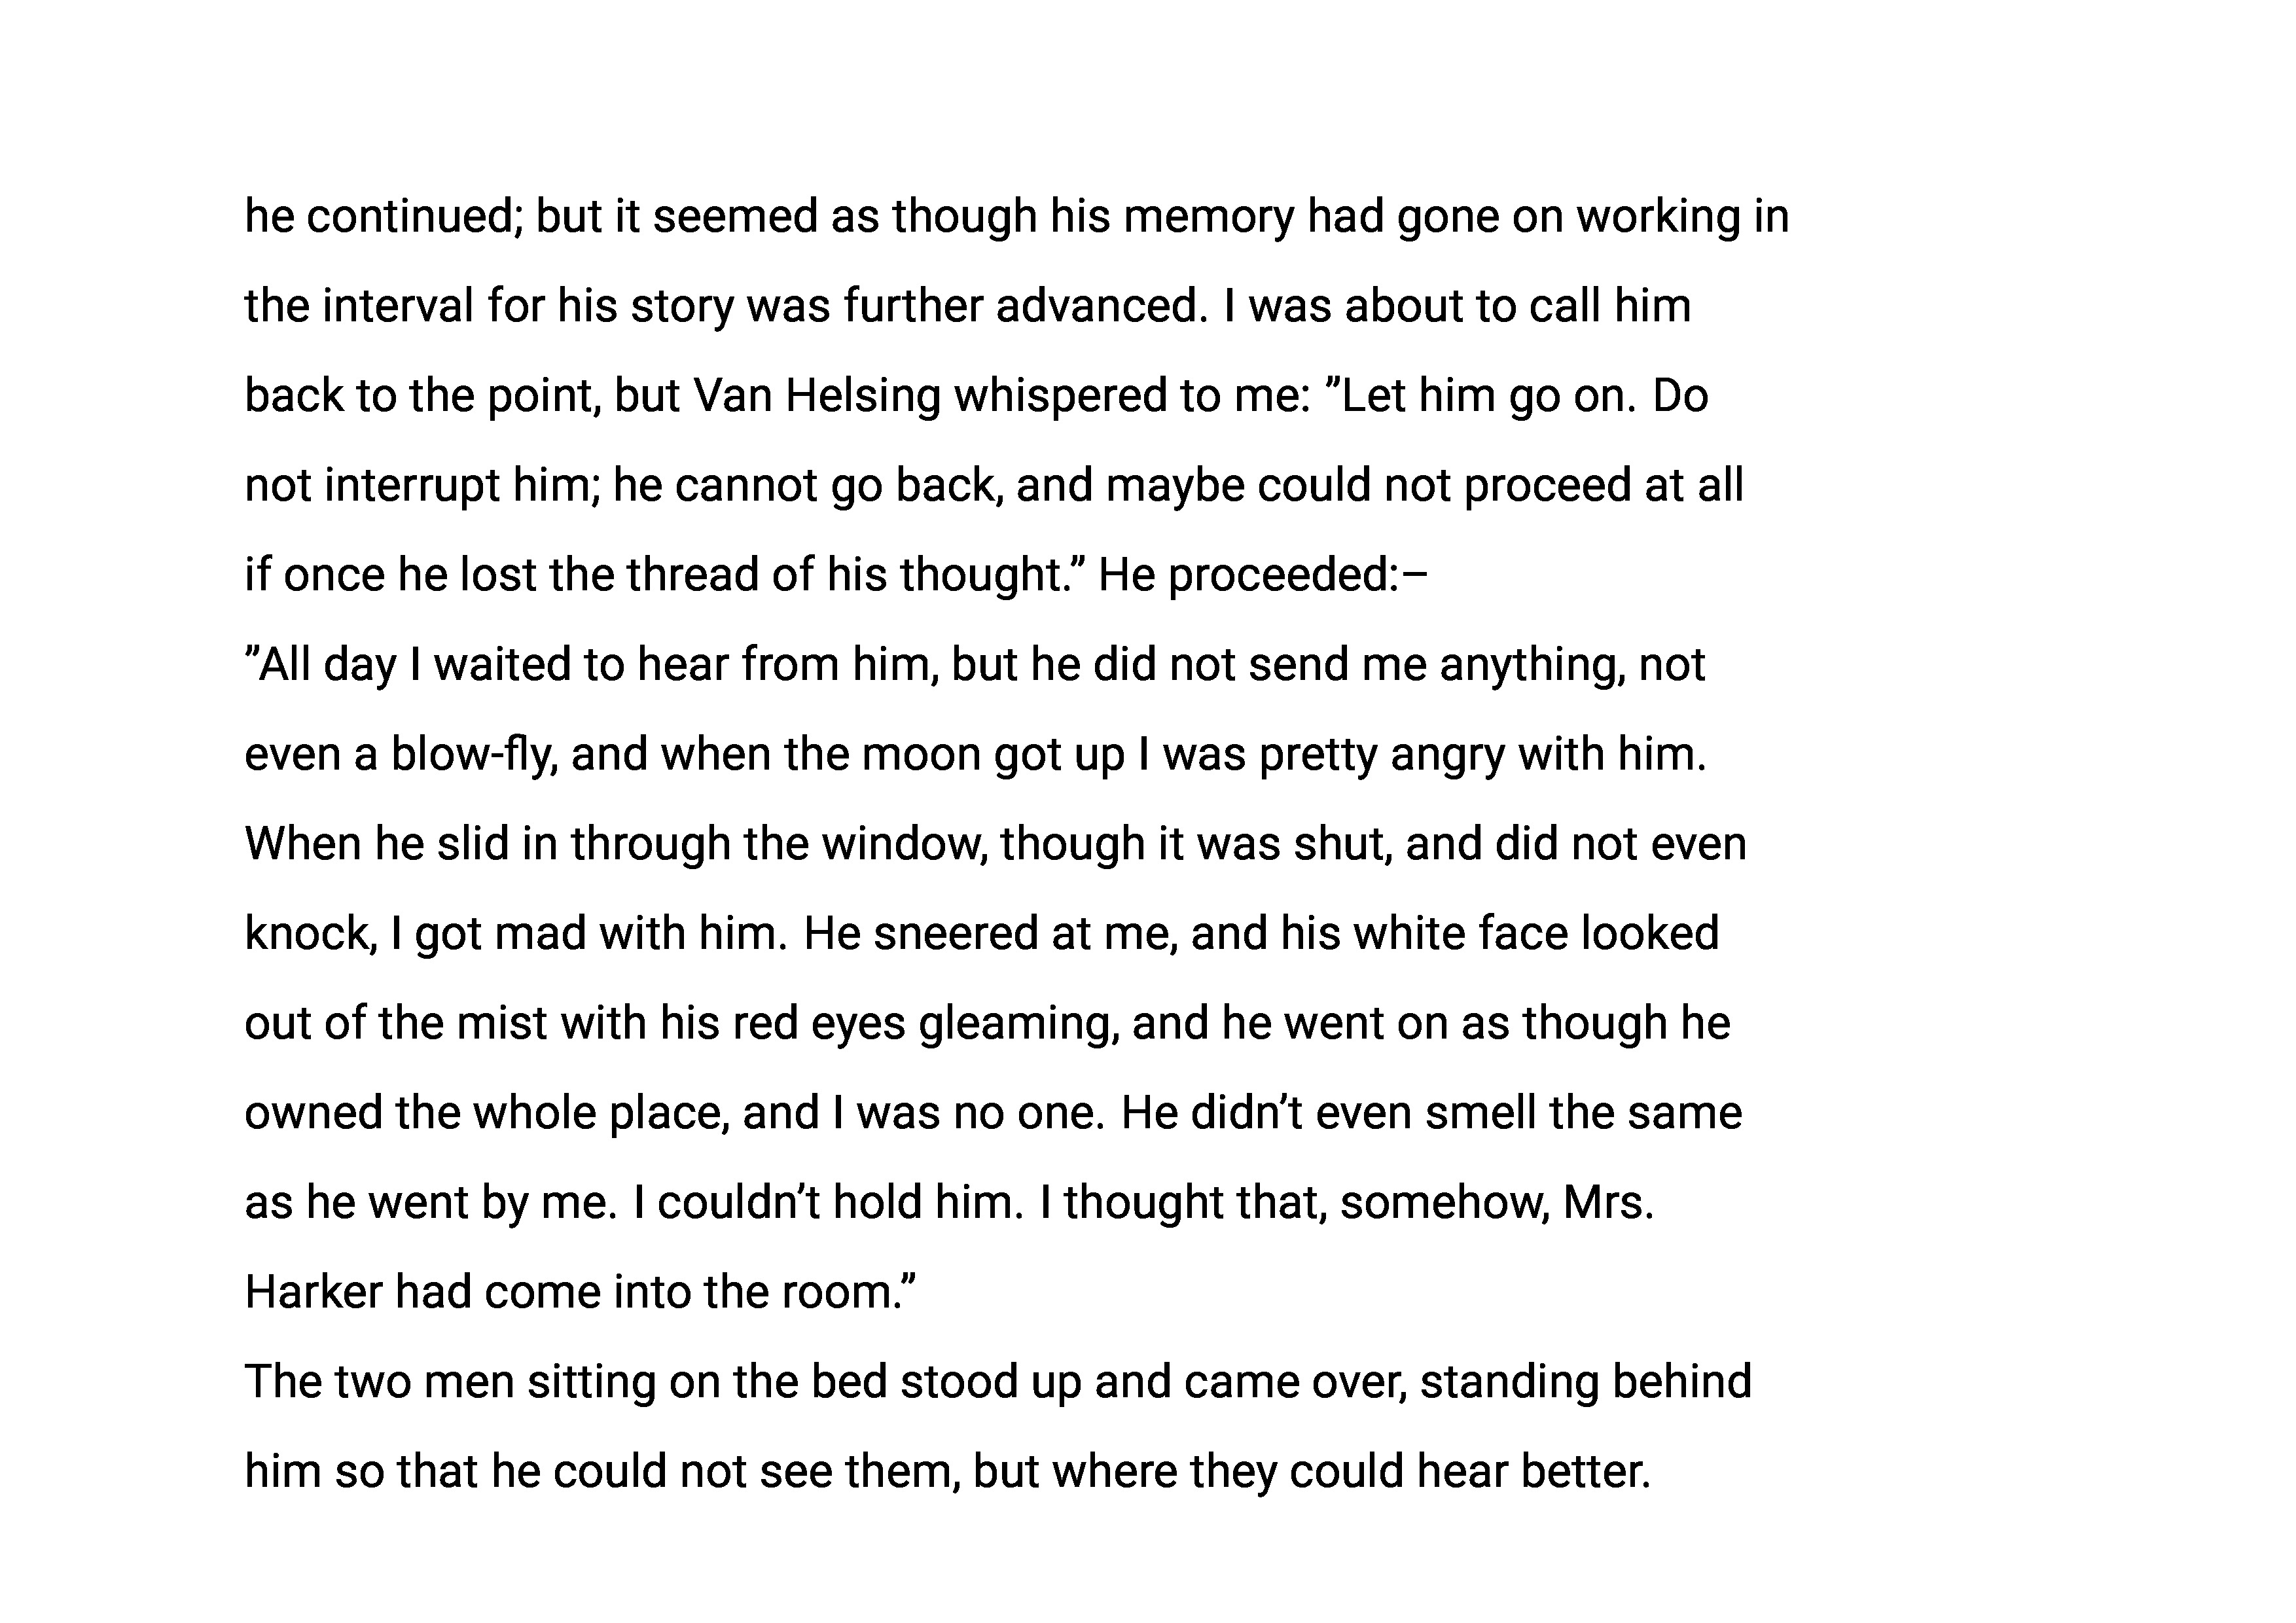 he continued; but it seemed as though his memory had gone on working in
the interval for his story was further advanced. I was about to call him
back to the point, but Van Helsing whispered to me: ”Let him go on. Do
not interrupt him; he cannot go back, and maybe could not proceed at all
if once he lost the thread of his thought.” He proceeded:–
”All day I waited to hear from him, but he did not send me anything, not
even a blow-fly, and when the moon got up I was pretty angry with him.
When he slid in through the window, though it was shut, and did not even
knock, I got mad with him. He sneered at me, and his white face looked
out of the mist with his red eyes gleaming, and he went on as though he
owned the whole place, and I was no one. He didn’t even smell the same
as he went by me. I couldn’t hold him. I thought that, somehow, Mrs.
Harker had come into the room.”
The two men sitting on the bed stood up and came over, standing behind
him so that he could not see them, but where they could hear better.